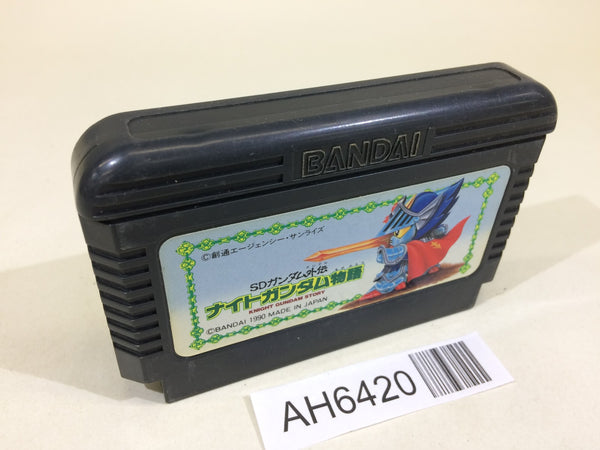 BANDAI
©創通エージェンシー・サンライズ
SDガンダム外伝
ナイトガンダム物語
KNIGHT GUNDAM STORY
©BANDAI 1990 MADE IN JAPAN
AH6420